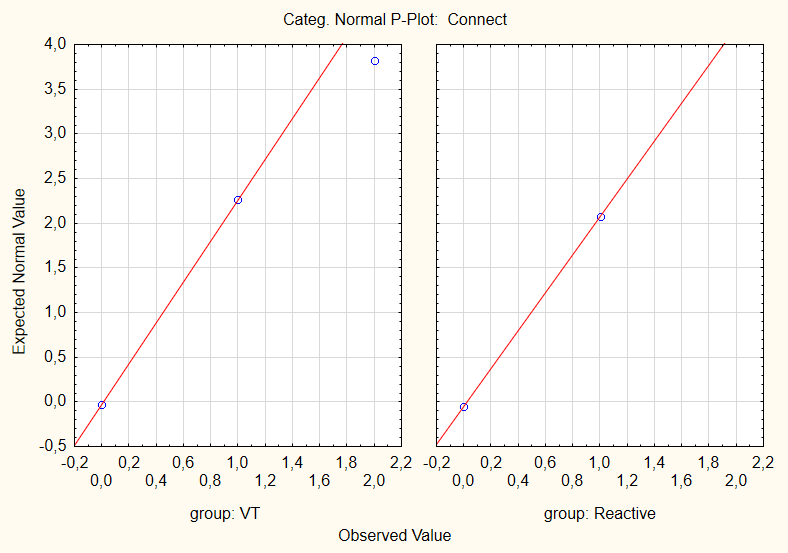 Categ. Normal P-Plot: Connect
Expected Normal Value
4,0
3,5
3,0
2,5
2,0
1,5
1,0
0,5
0,0
-0,5
-0,2 0,2 0,6 1,0 1,4 1,8 2,2 -0,2 0,2 0,6 1,0 1,4 1,8 2,2
0,0 0,4 0,8 1,2 1,6 2,0 0,0 0,4 0,8 1,2 1,6 2,0
group: VT group: Reactive
Observed Value